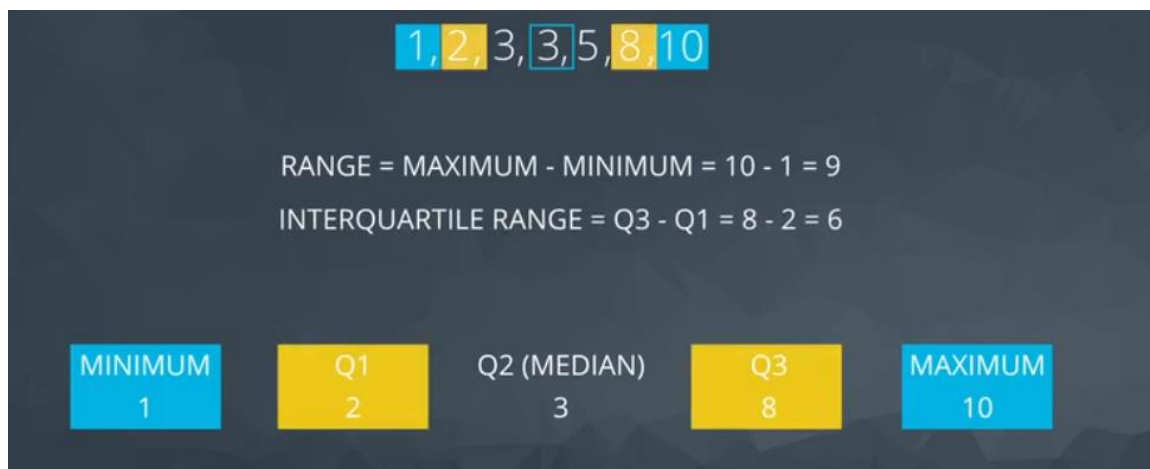 1, 2, 3, 3, 5, 8, 10
RANGE = MAXIMUM - MINIMUM = 10 - 1 = 9
INTERQUARTILE RANGE = Q3 - Q1 = 8 - 2 = 6
MINIMUM Q1 Q2 (MEDIAN) Q3 MAXIMUM
1 2 3 8 10